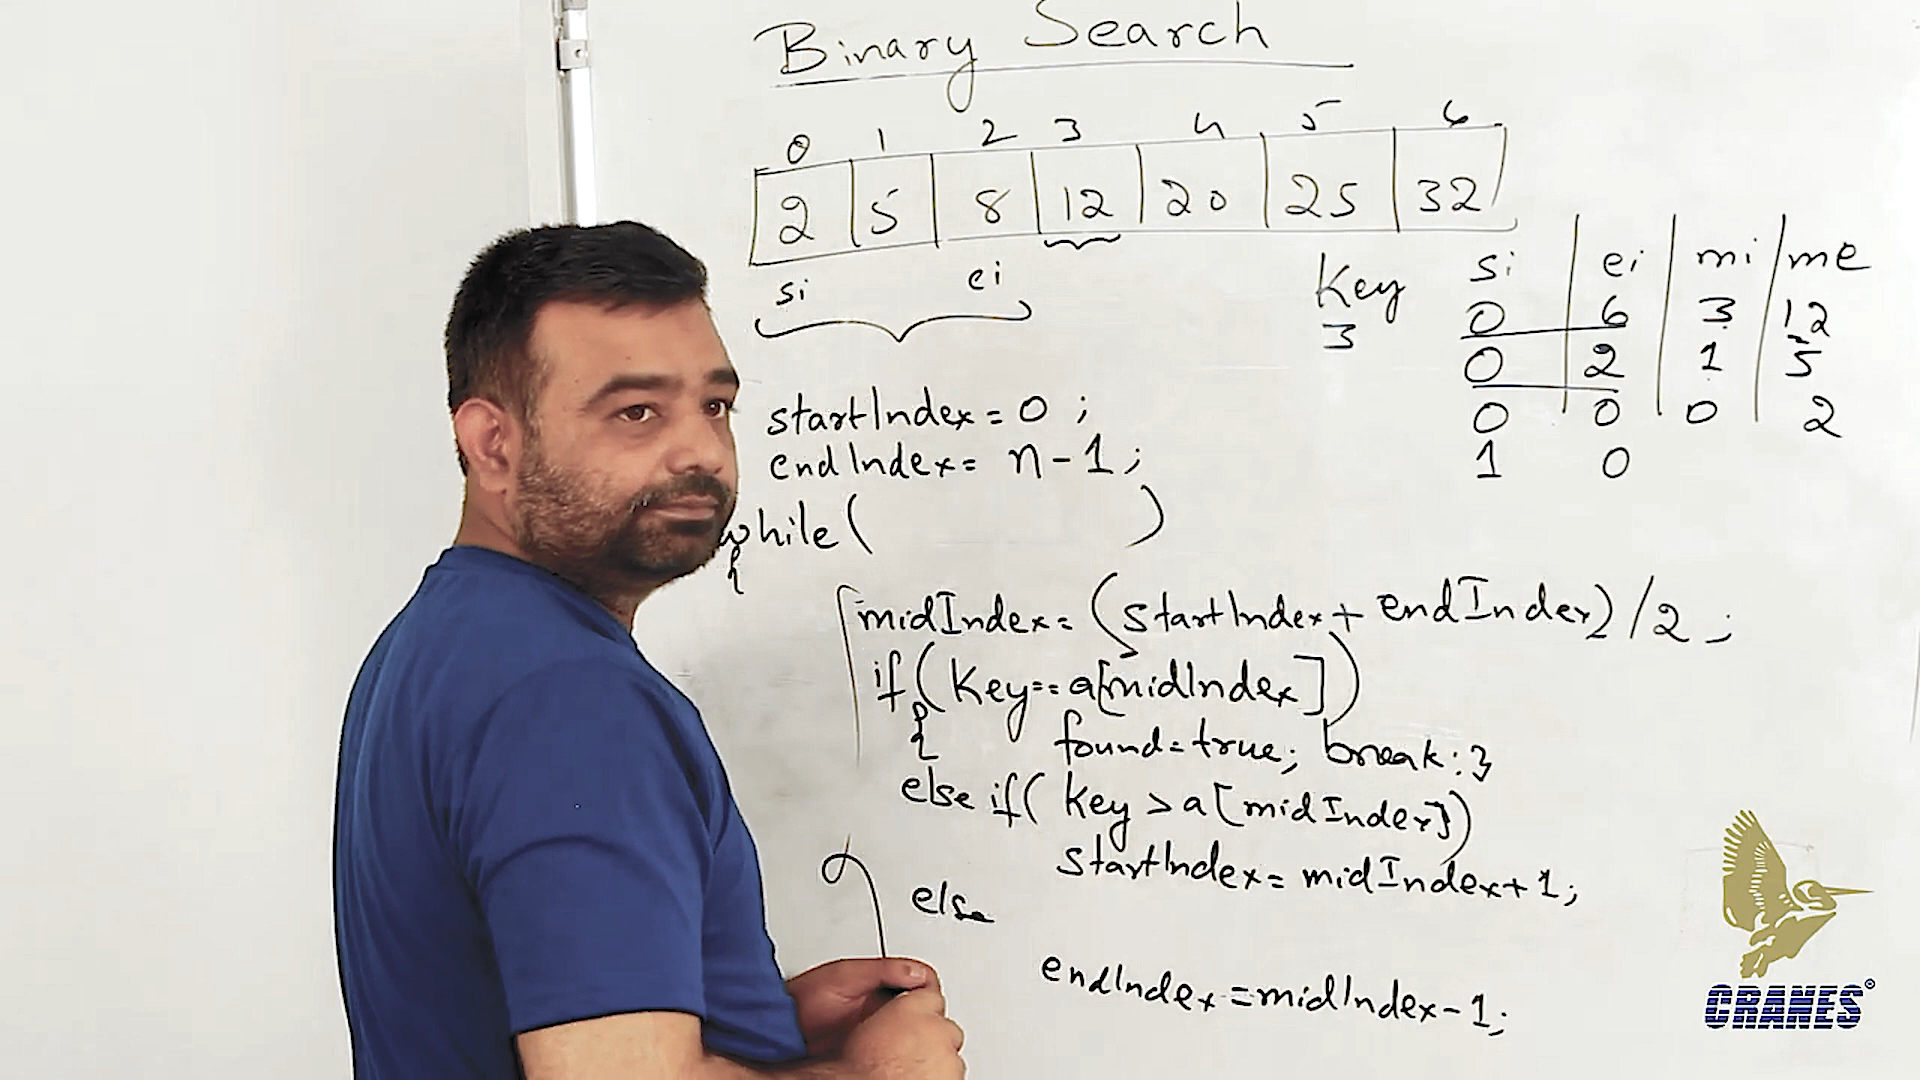 Binary Search
0 1 2 3 4 5 6
2 5 8 12 20 25 32
si ei
Key si ei mi me
3 0 6 3 12
0 2 1 5
0 0 0 2
1 0
startIndex = 0 ;
endIndex = n - 1 ;
while ( )
{
midIndex = (startIndex + endIndex) / 2 ;
if (Key == a[midIndex])
{ found = true; break; }
else if ( Key > a[midIndex])
startIndex = midIndex + 1;
else
endIndex = midIndex - 1;
CRANES®